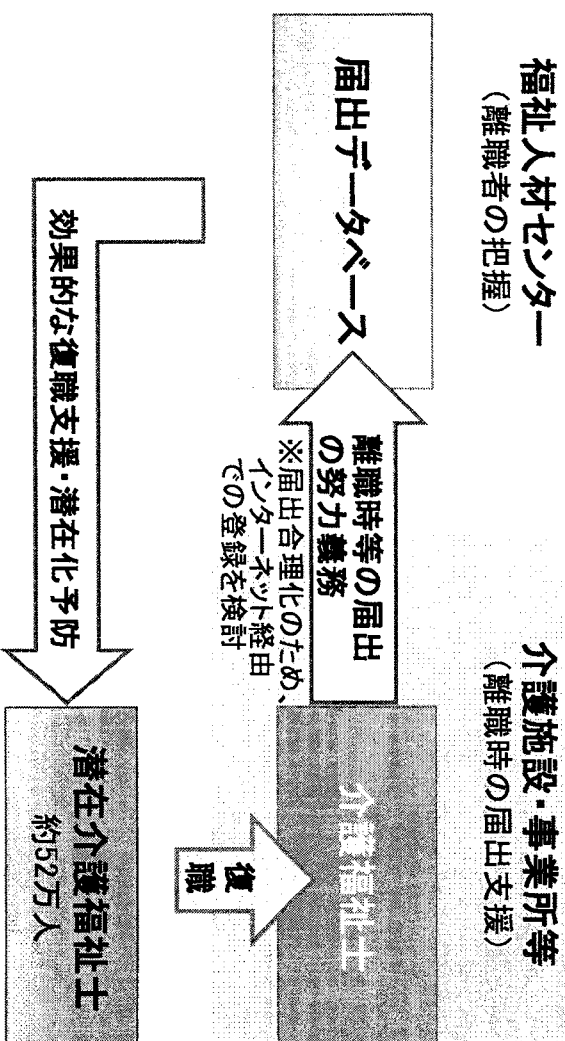 福祉人材センター
（離職者の把握）
介護施設・事業所等
（離職時の届出支援）
届出データベース
離職時等の届出
の努力義務
※届出合理化のため、
インターネット経由
での登録を検討
介護福祉士
復
職
効果的な復職支援・潜在化予防
潜在介護福祉士
約52万人